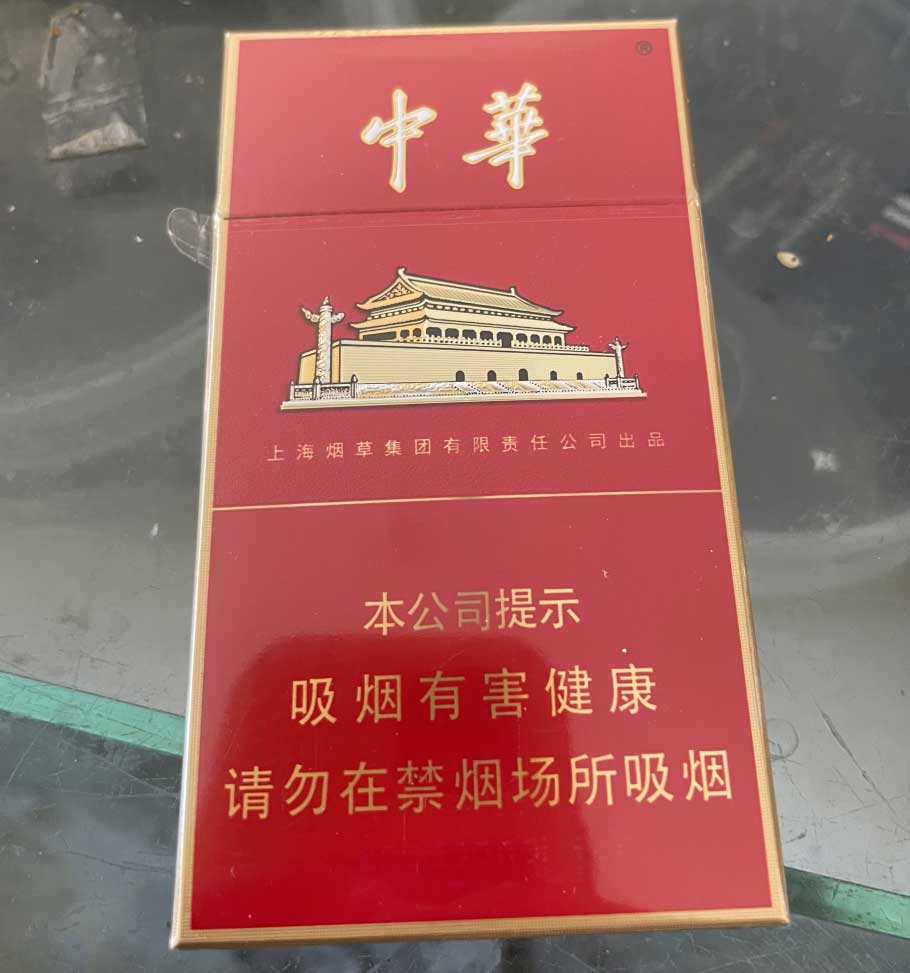 ®
中華
上海烟草集团有限责任公司出品
本公司提示
吸烟有害健康
请勿在禁烟场所吸烟